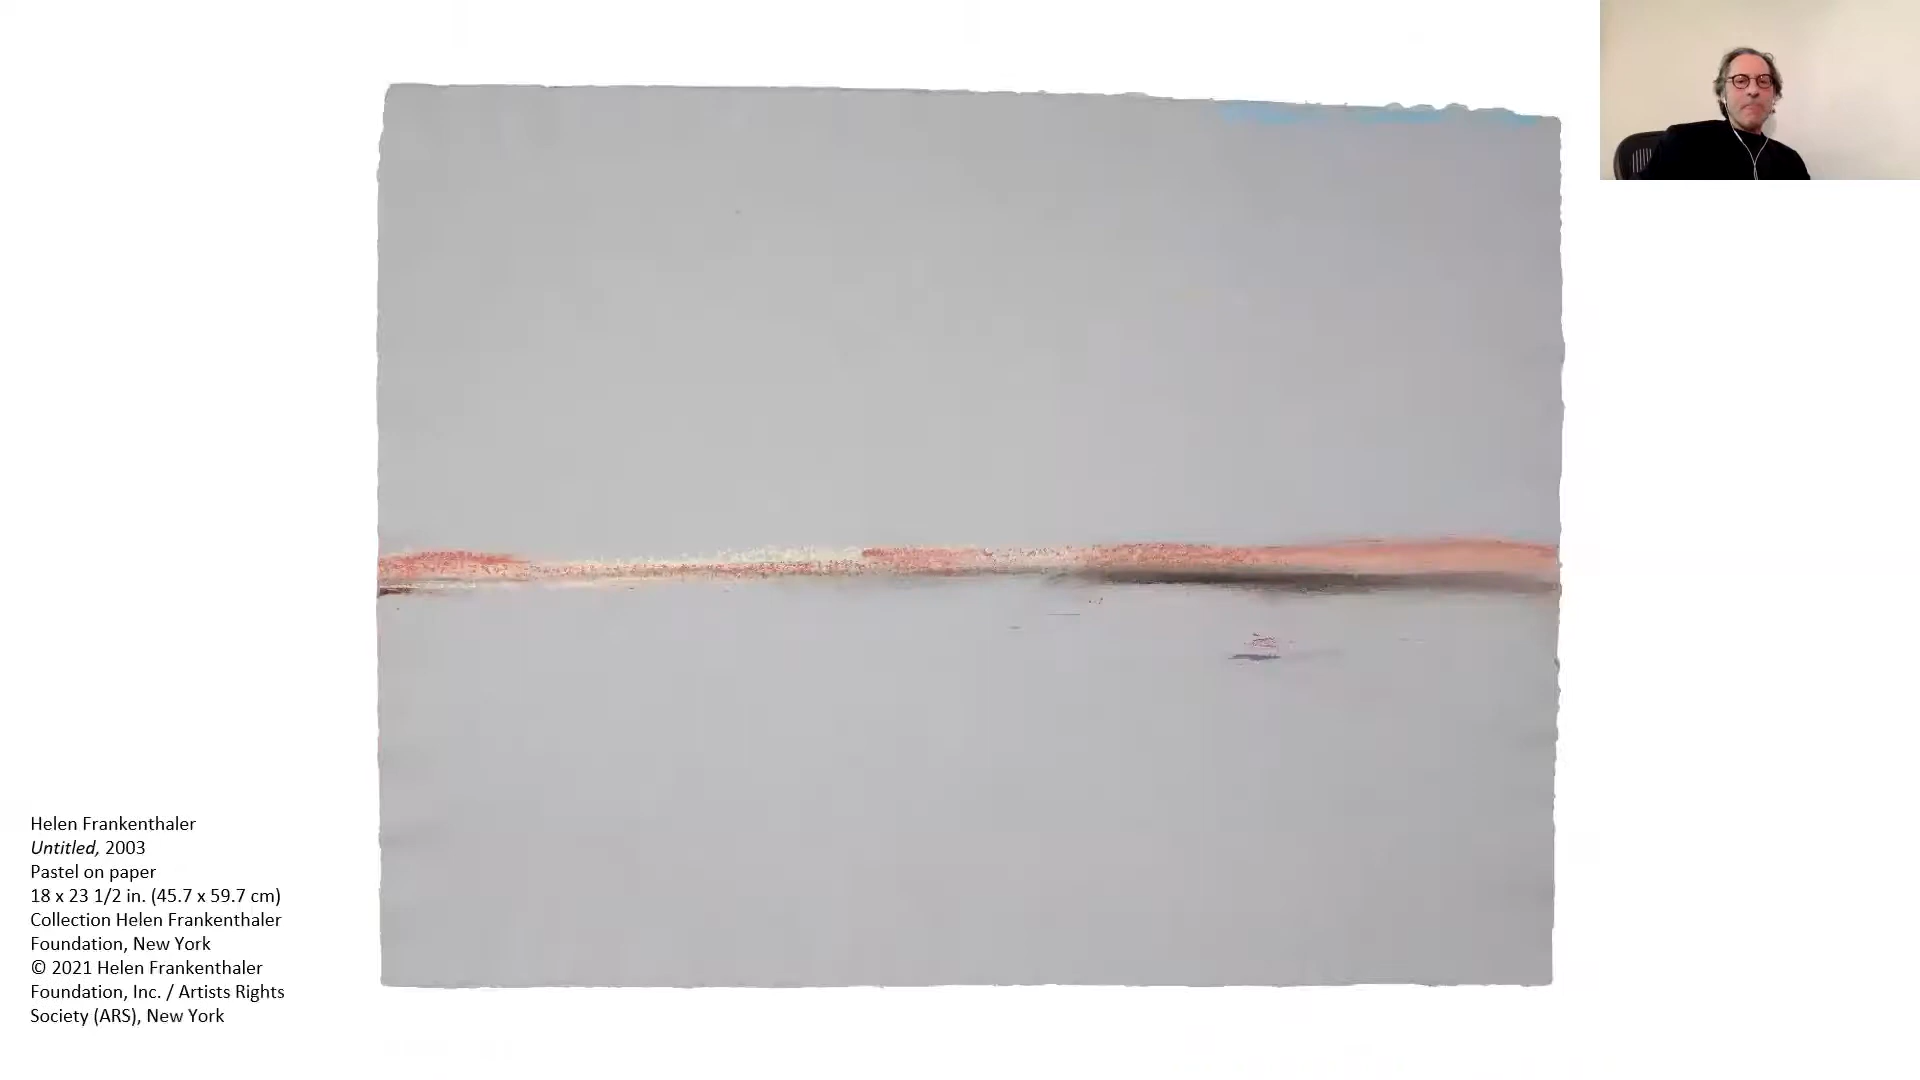 Helen Frankenthaler
Untitled, 2003
Pastel on paper
18 x 23 1/2 in. (45.7 x 59.7 cm)
Collection Helen Frankenthaler
Foundation, New York
© 2021 Helen Frankenthaler
Foundation, Inc. / Artists Rights
Society (ARS), New York